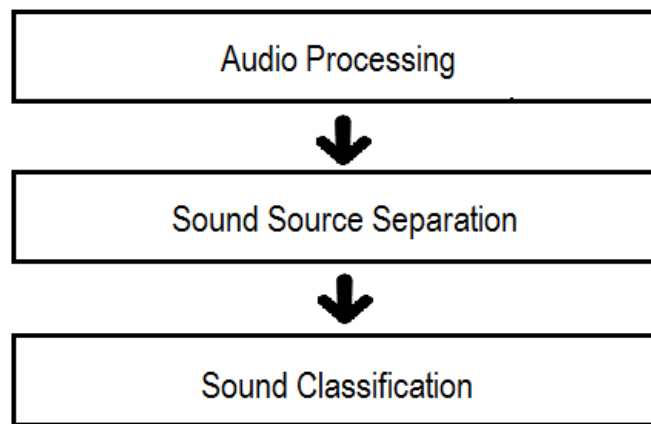 Audio Processing
Sound Source Separation
Sound Classification